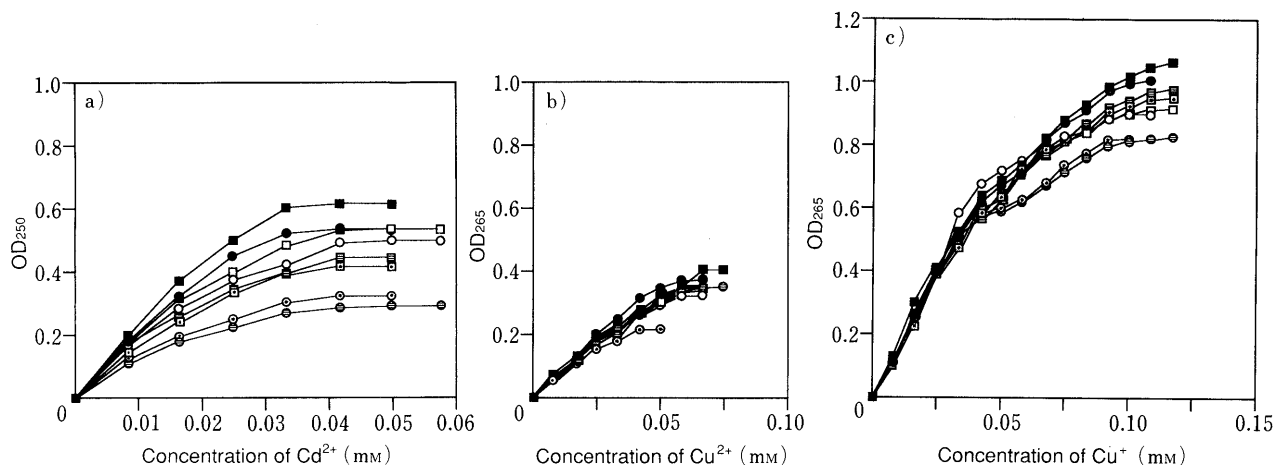 a)
OD250
1.0
0.8
0.6
0.4
0.2
0
0.01 0.02 0.03 0.04 0.05 0.06
Concentration of Cd2+ (mM)
b)
OD265
1.0
0.8
0.6
0.4
0.2
0
0.05 0.10
Concentration of Cu2+ (mM)
c)
OD265
1.2
1.0
0.8
0.6
0.4
0.2
0
0.05 0.10 0.15
Concentration of Cu+ (mM)